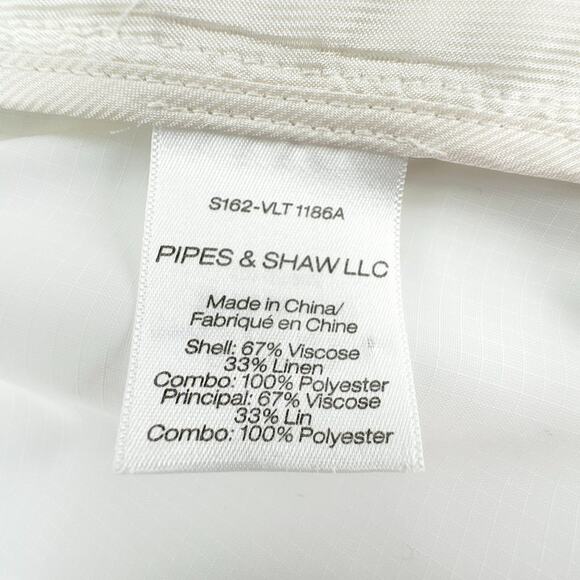 S162-VLT 1186A
PIPES & SHAW LLC
Made in China/
Fabriqué en Chine
Shell: 67% Viscose
33% Linen
Combo: 100% Polyester
Principal: 67% Viscose
33% Lin
Combo: 100% Polyester